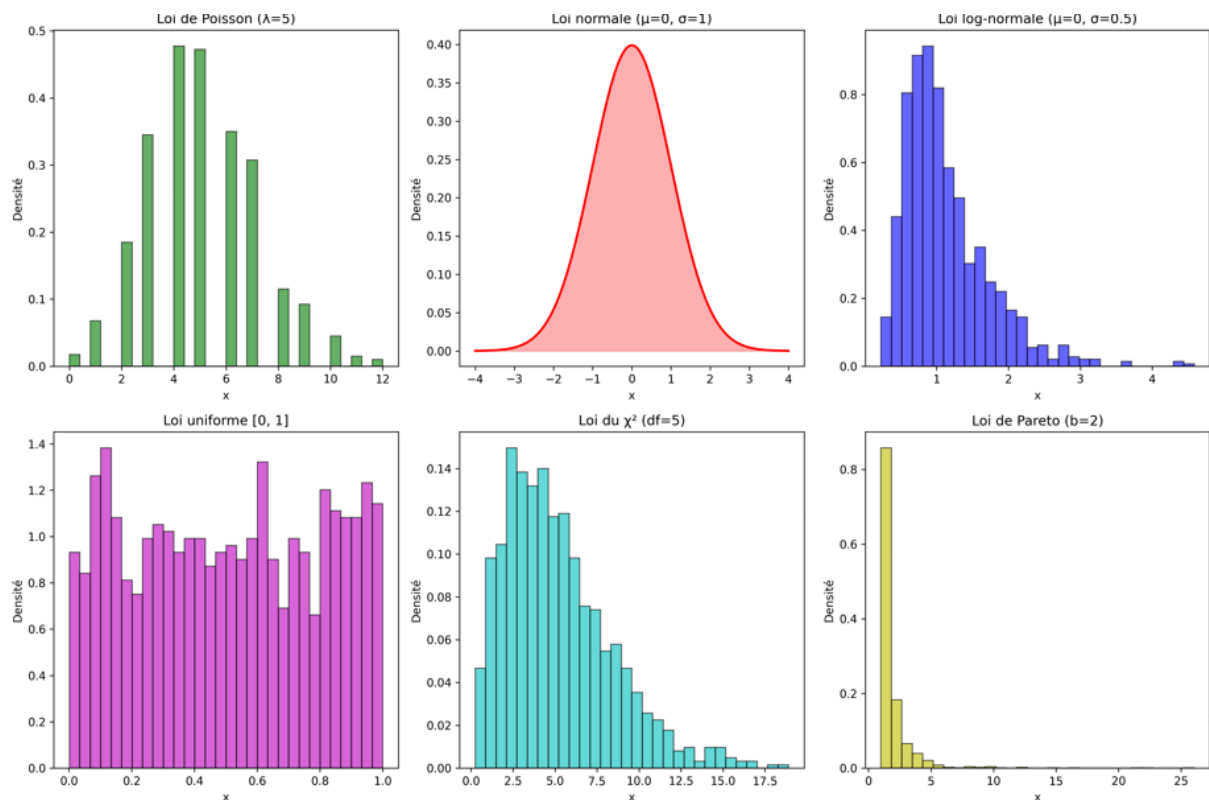 Loi de Poisson (λ=5)
Densité
0.5
0.4
0.3
0.2
0.1
0.0
0 2 4 6 8 10 12
x
Loi normale (μ=0, σ=1)
Densité
0.40
0.35
0.30
0.25
0.20
0.15
0.10
0.05
0.00
−4 −3 −2 −1 0 1 2 3 4
x
Loi log-normale (μ=0, σ=0.5)
Densité
0.8
0.6
0.4
0.2
0.0
1 2 3 4
x
Loi uniforme [0, 1]
Densité
1.4
1.2
1.0
0.8
0.6
0.4
0.2
0.0
0.0 0.2 0.4 0.6 0.8 1.0
x
Loi du χ² (df=5)
Densité
0.14
0.12
0.10
0.08
0.06
0.04
0.02
0.00
0.0 2.5 5.0 7.5 10.0 12.5 15.0 17.5
x
Loi de Pareto (b=2)
Densité
0.8
0.6
0.4
0.2
0.0
0 5 10 15 20 25
x